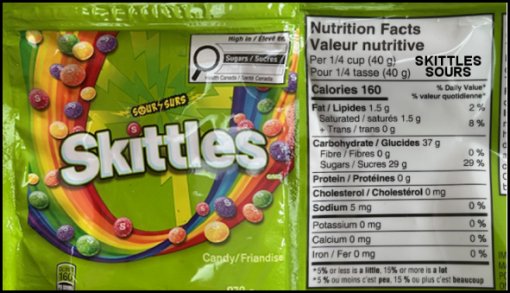 High in / Élevé en
Sugars / Sucres
Health Canada / Santé Canada
SOUR SURS
Skittles
S
Candy/Friandise
160
Nutrition Facts
Valeur nutritive
Per 1/4 cup (40 g)
Pour 1/4 tasse (40 g)
SKITTLES
SOURS
Calories 160
% Daily Value*
% valeur quotidienne*
Fat / Lipides 1.5 g 2 %
Saturated / saturés 1.5 g
+ Trans / trans 0 g 8 %
Carbohydrate / Glucides 37 g
Fibre / Fibres 0 g 0 %
Sugars / Sucres 29 g 29 %
Protein / Protéines 0 g
Cholesterol / Cholestérol 0 mg
Sodium 5 mg 0 %
Potassium 0 mg 0 %
Calcium 0 mg 0 %
Iron / Fer 0 mg 0 %
*5% or less is a little, 15% or more is a lot
*5 % ou moins c'est peu, 15 % ou plus c'est beaucoup